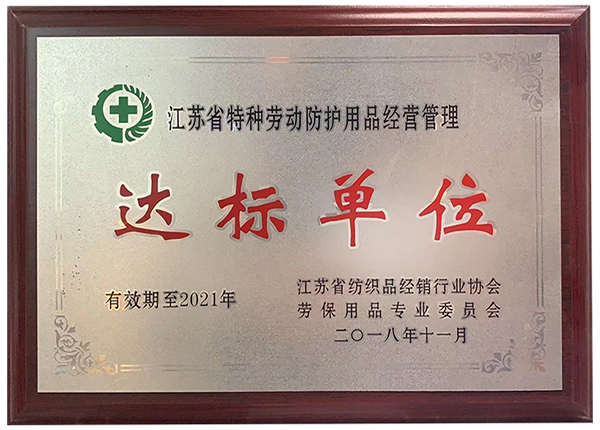 江苏省特种劳动防护用品经营管理
达标单位
有效期至2021年
江苏省纺织品经销行业协会
劳保用品专业委员会
二〇一八年十一月